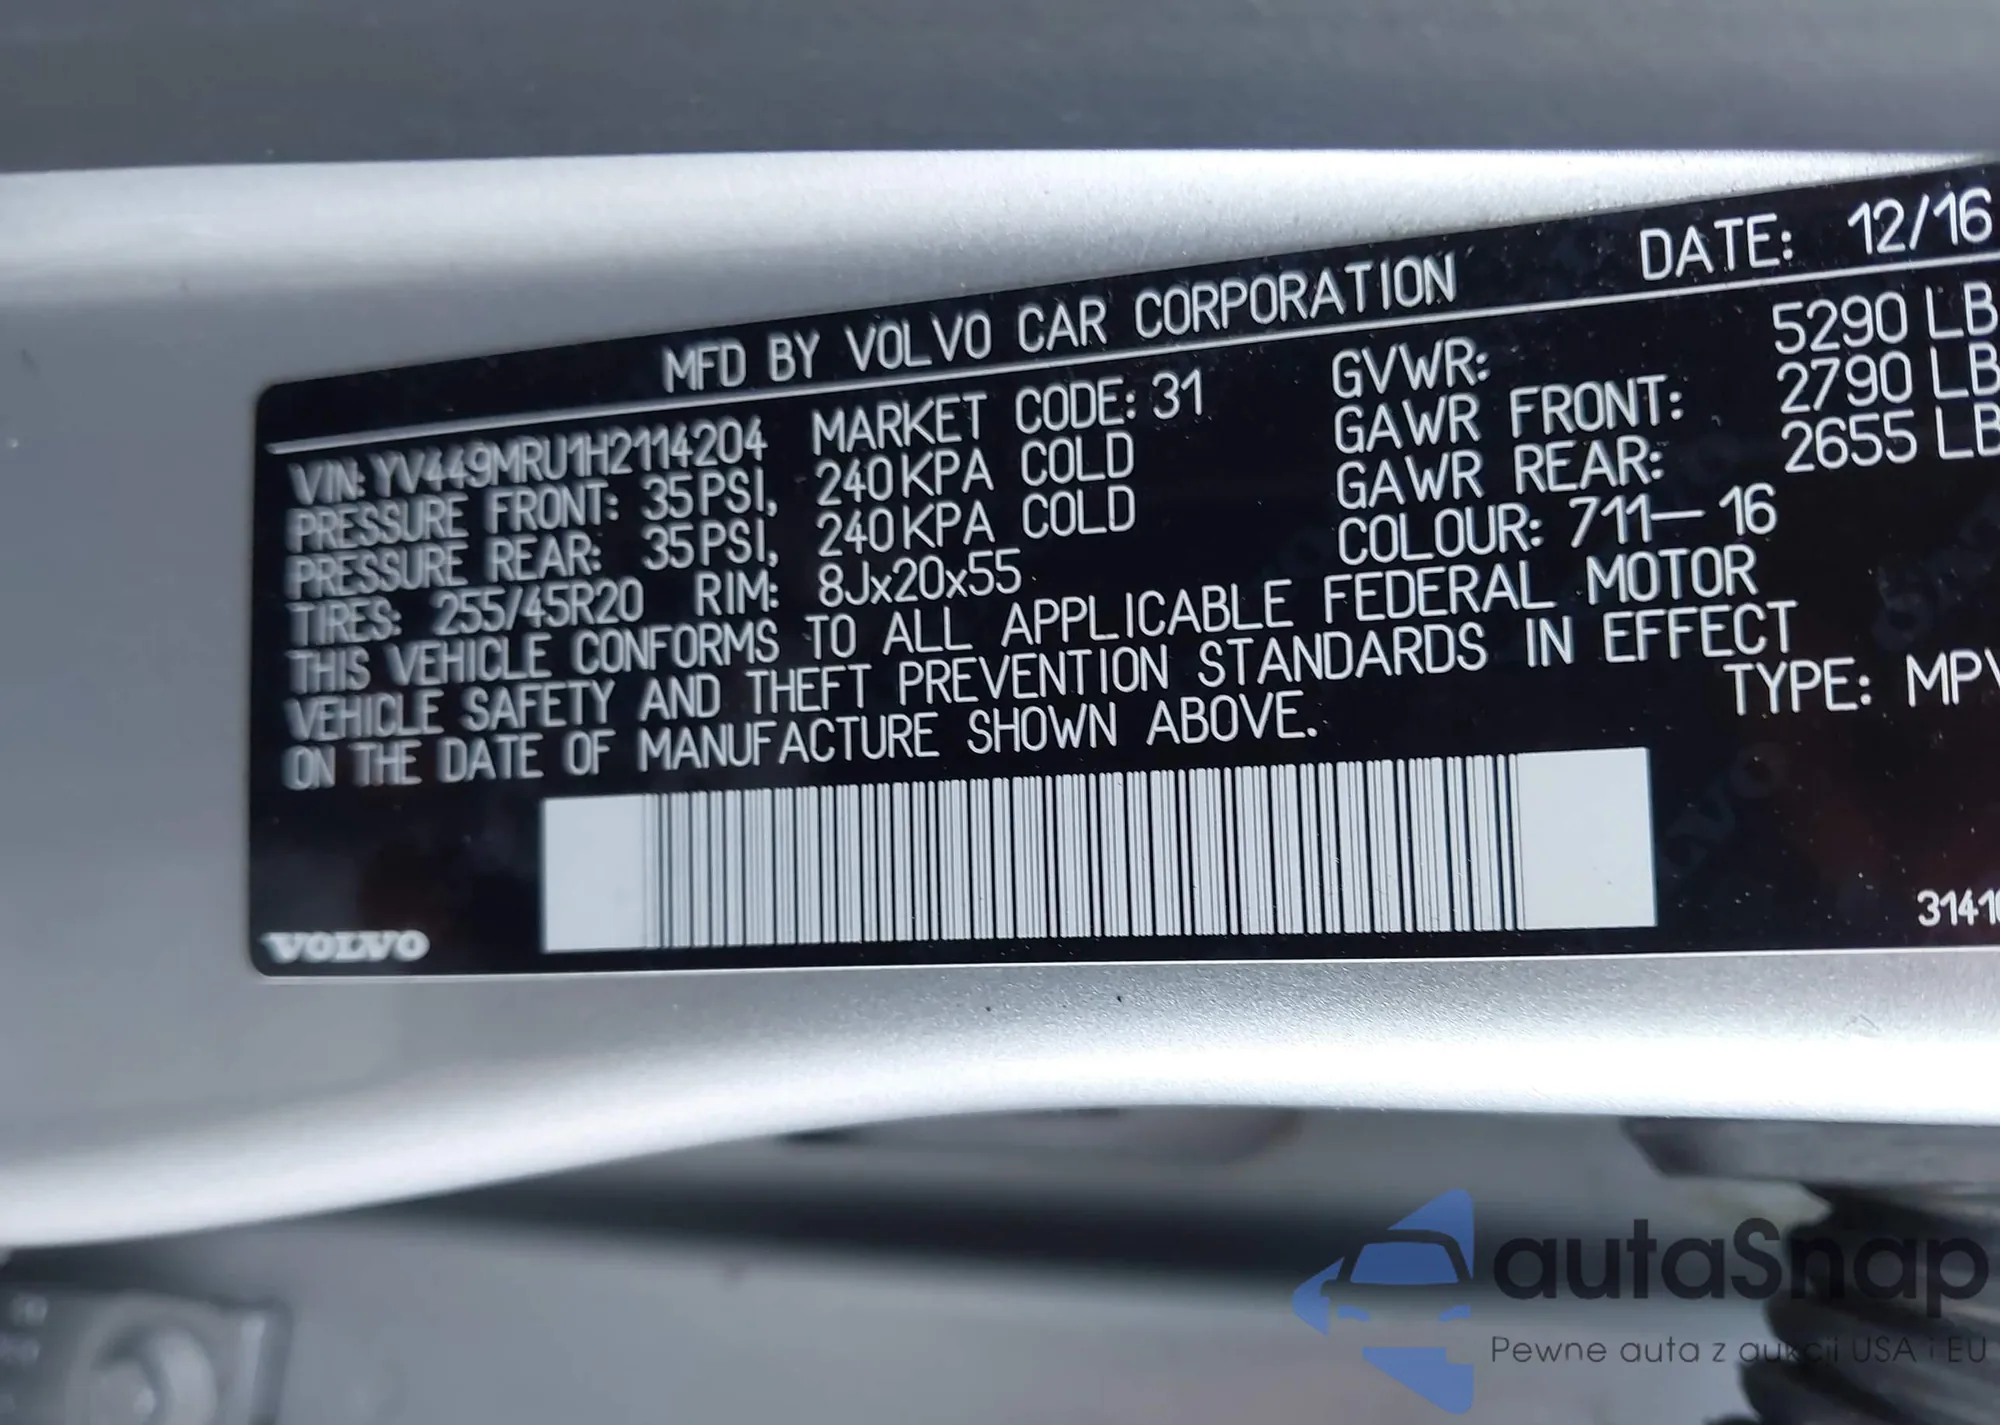 MFD BY VOLVO CAR CORPORATION DATE: 12/16
VIN: YV449MRU1H2114204 MARKET CODE: 31 GVWR: 5290 LB
PRESSURE FRONT: 35 PSI, 240 KPA COLD GAWR FRONT: 2790 LB
PRESSURE REAR: 35 PSI, 240 KPA COLD GAWR REAR: 2655 LB
TIRES: 255/45R20 RIM: 8Jx20x55 COLOUR: 711-16
THIS VEHICLE CONFORMS TO ALL APPLICABLE FEDERAL MOTOR
VEHICLE SAFETY AND THEFT PREVENTION STANDARDS IN EFFECT
ON THE DATE OF MANUFACTURE SHOWN ABOVE. TYPE: MPV
VOLVO
autaSnap
Pewne auta z aukcji USA i EU